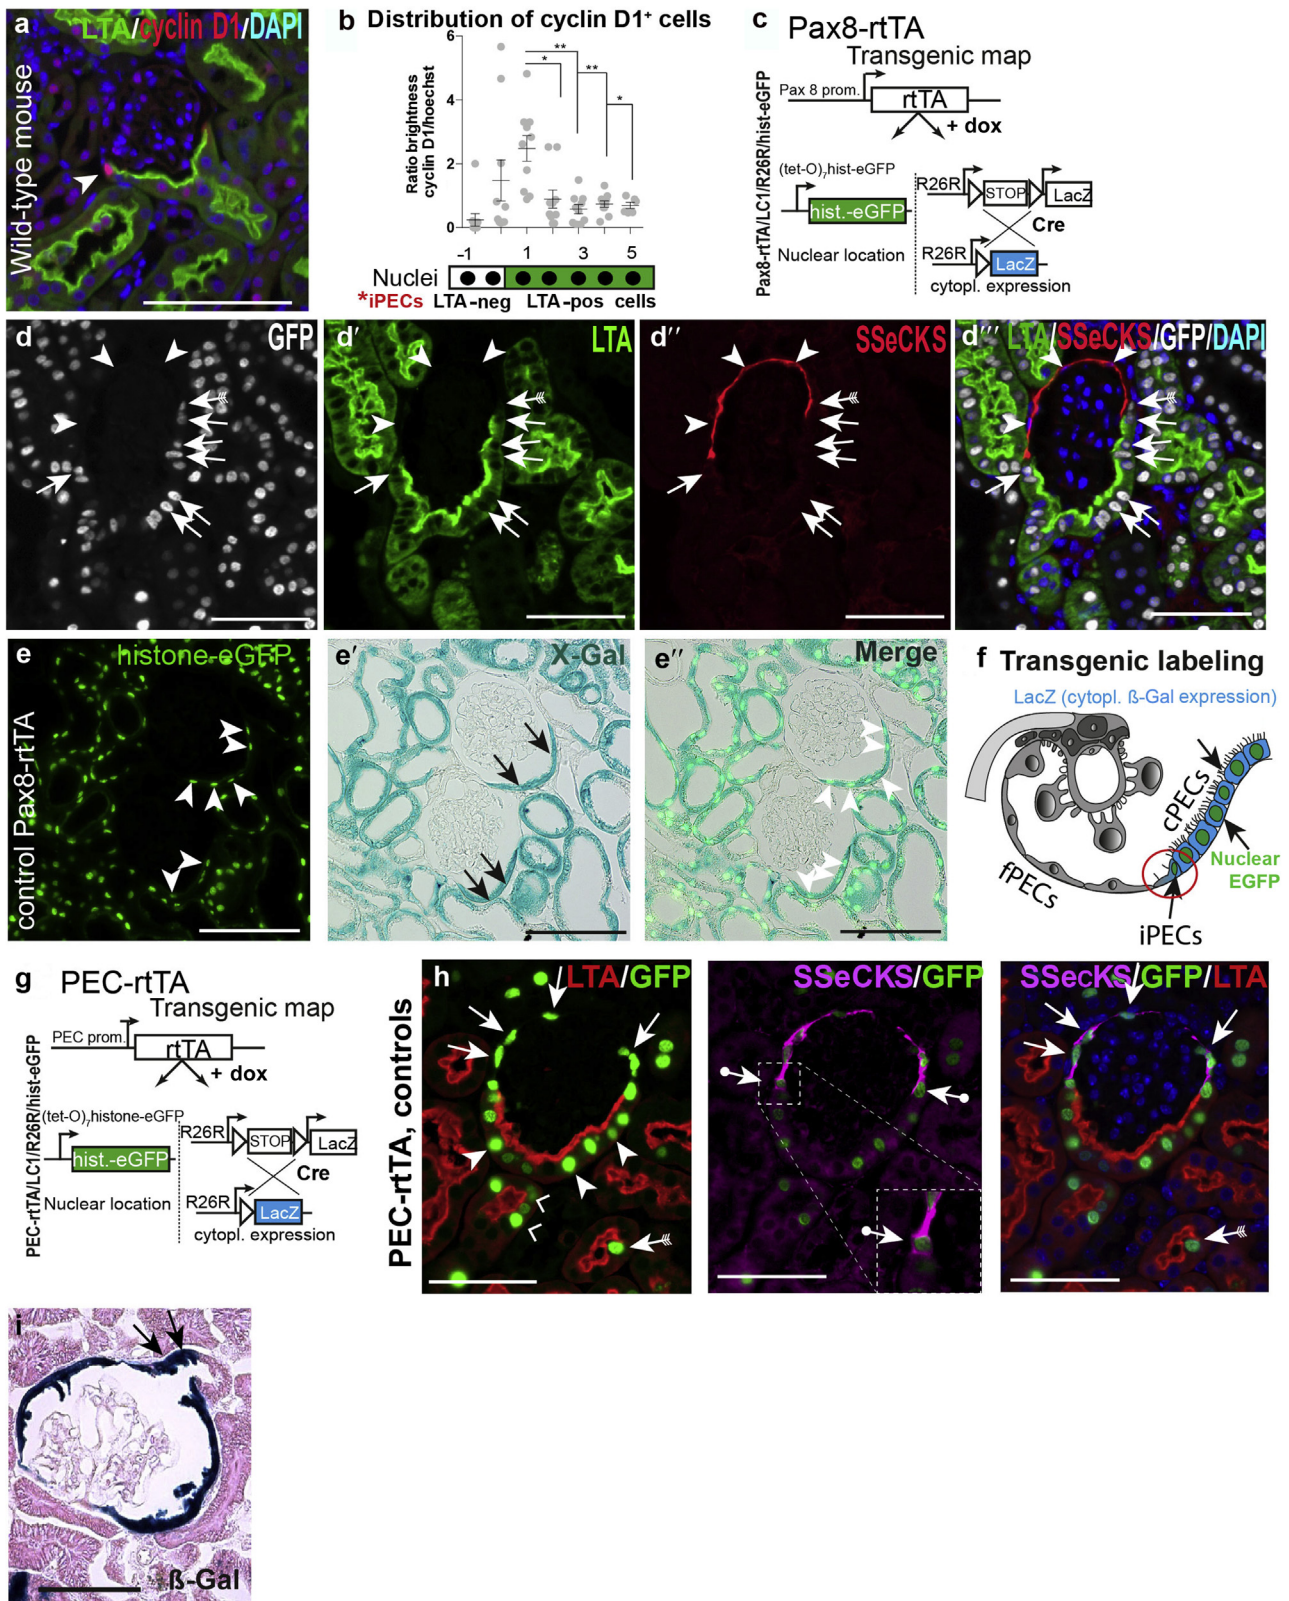 a
LTA/cyclin D1/DAPI
Wild-type mouse
b
Distribution of cyclin D1⁺ cells
Ratio brightness
cyclin D1/hoechst
6
4
2
0
**
*
**
*
–1
1
3
5
Nuclei
*iPECs
LTA-neg
LTA-pos cells
c
Pax8-rtTA
Transgenic map
Pax8-rtTA/LC1/R26R/hist-eGFP
Pax 8 prom.
rtTA
+ dox
(tet-O)₇hist-eGFP
hist.-eGFP
Nuclear location
R26R
STOP
LacZ
Cre
R26R
LacZ
cytopl. expression
d
GFP
d′
LTA
d′′
SSeCKS
d′′′
LTA/SSeCKS/GFP/DAPI
control Pax8-rtTA
e
histone-eGFP
e′
X-Gal
e′′
Merge
f
Transgenic labeling
LacZ (cytopl. ß-Gal expression)
cPECs
fPECs
Nuclear
EGFP
iPECs
g
PEC-rtTA
Transgenic map
PEC-rtTA/LC1/R26R/hist-eGFP
PEC prom.
rtTA
+ dox
(tet-O)₇histone-eGFP
hist.-eGFP
Nuclear location
R26R
STOP
LacZ
Cre
R26R
LacZ
cytopl. expression
PEC-rtTA, controls
h
/LTA/GFP
SSeCKS/GFP
SSecKS/GFP/LTA
i
ß-Gal